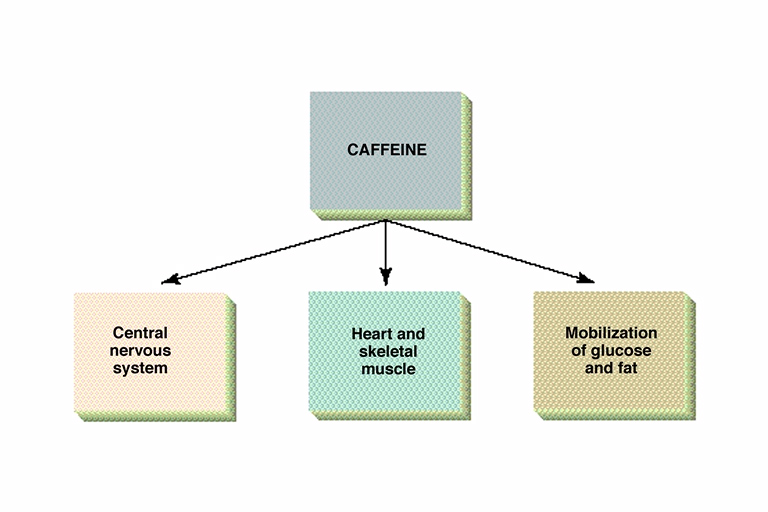 CAFFEINE
Central
nervous
system
Heart and
skeletal
muscle
Mobilization
of glucose
and fat